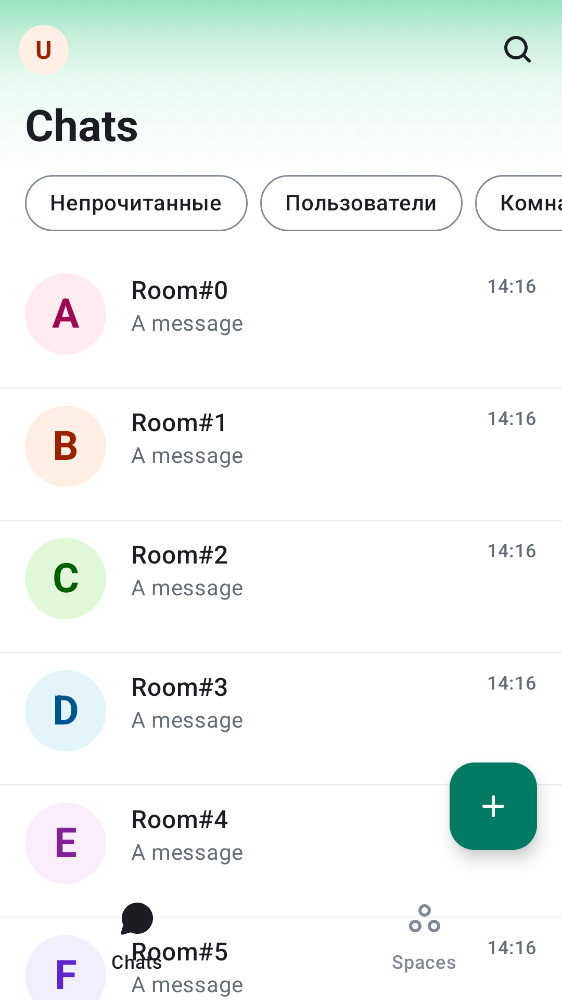 U
Chats
Непрочитанные Пользователи Комна
A Room#0 14:16
A message
B Room#1 14:16
A message
C Room#2 14:16
A message
D Room#3 14:16
A message
E Room#4
A message
F Room#5 14:16
Chats Spaces
A message